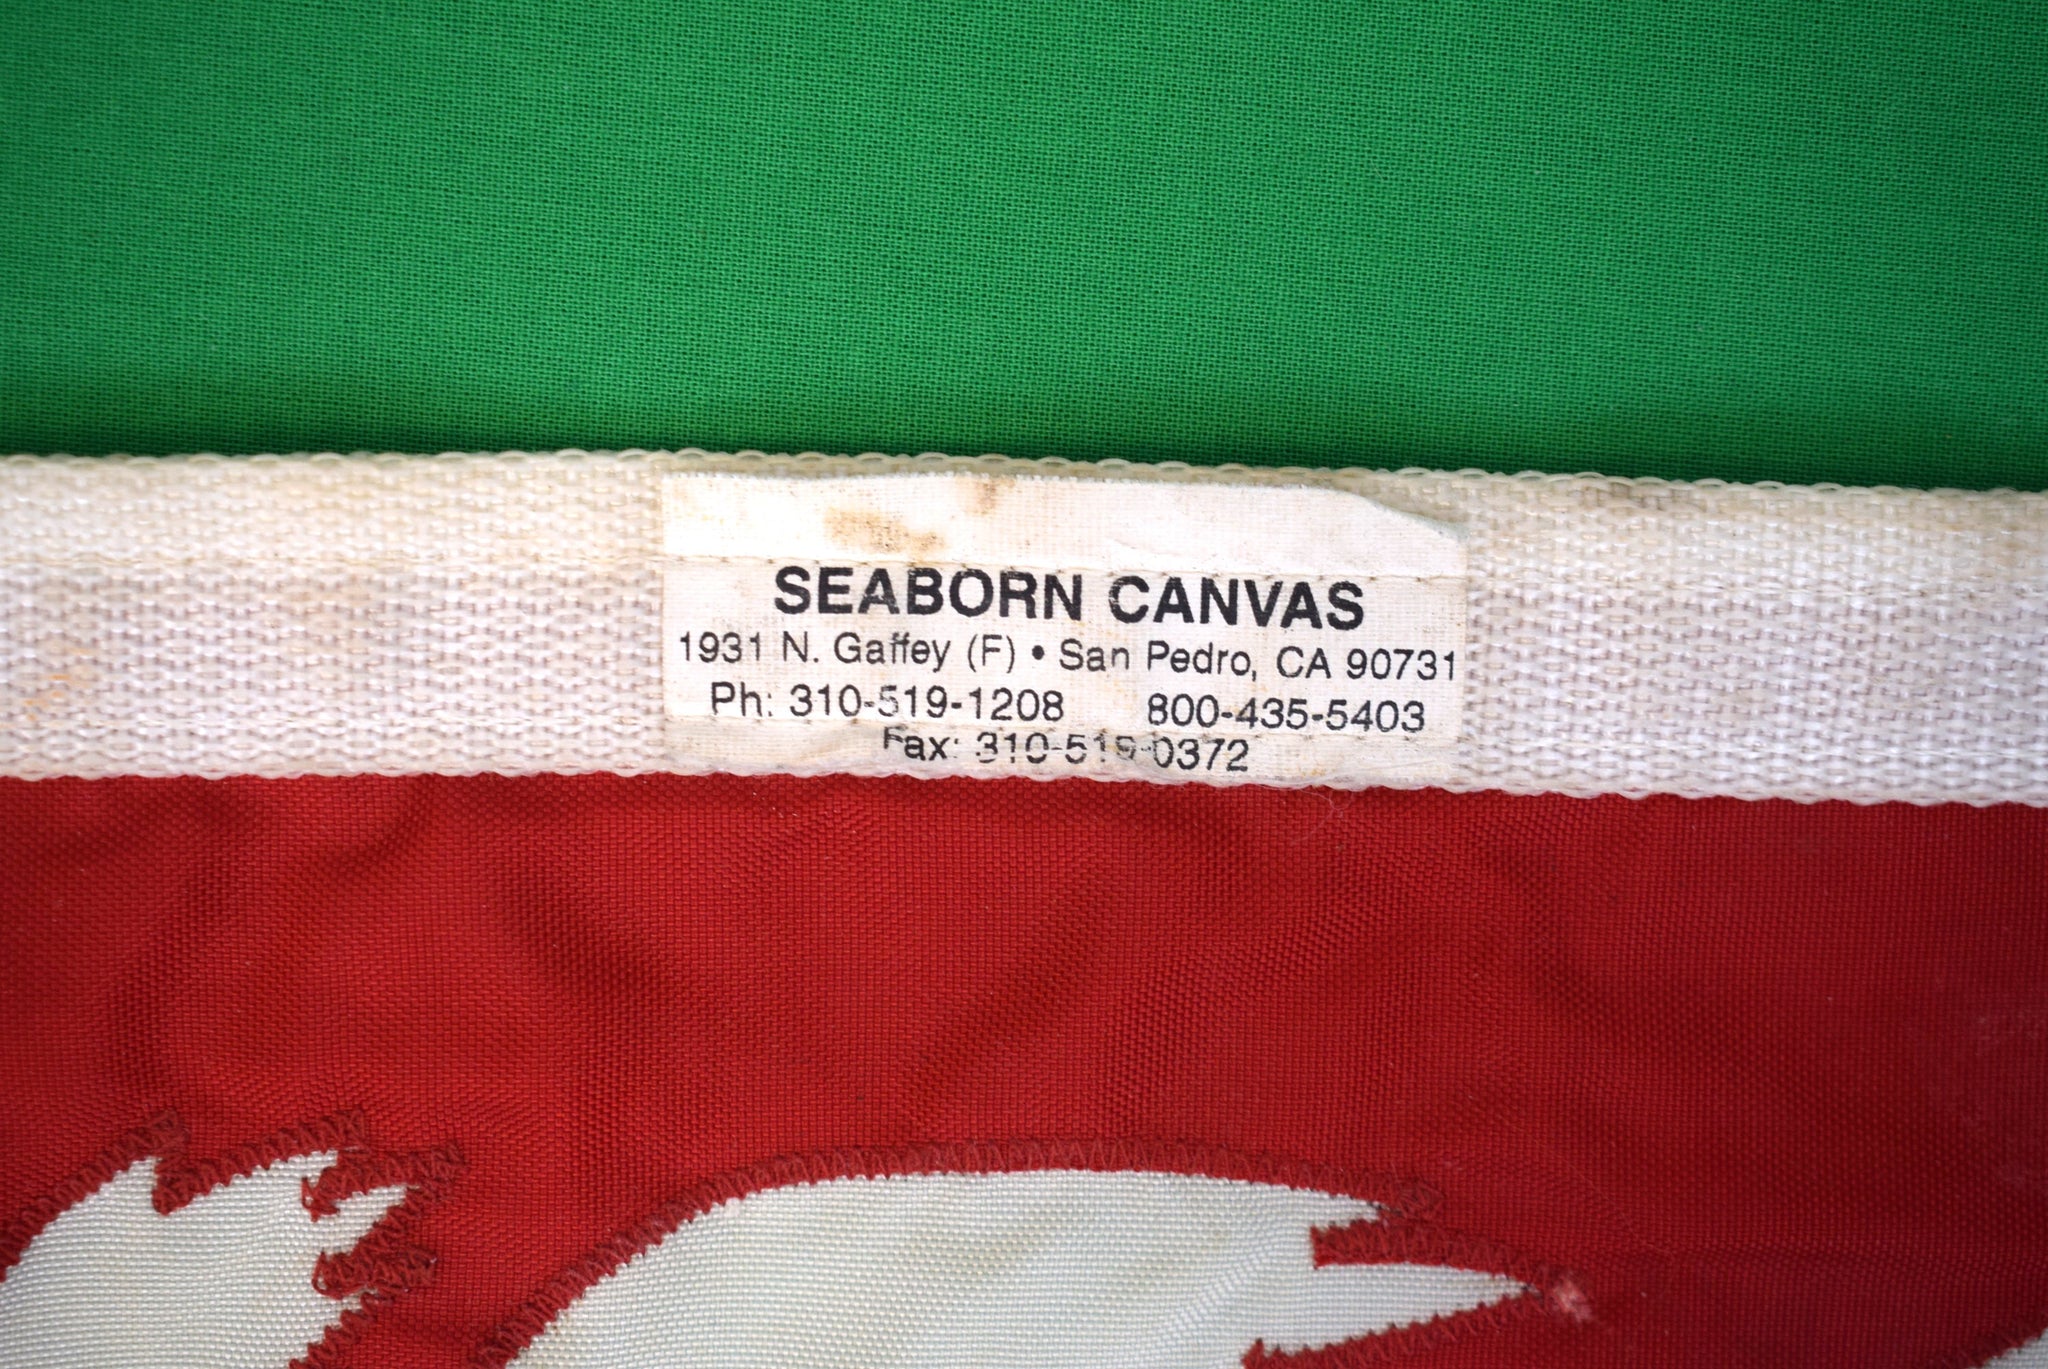 SEABORN CANVAS
1931 N. Gaffey (F) • San Pedro, CA 90731
Ph: 310-519-1208 800-435-5403
Fax: 310-519-0372